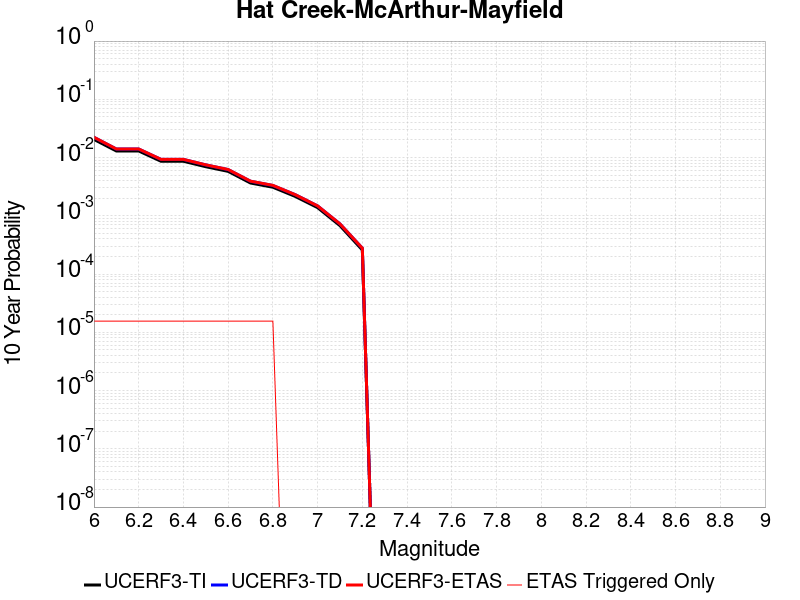 Hat Creek-McArthur-Mayfield
10 0
10 -1
10 -2
10 -3
10 -4
10 -5
10 -6
10 -7
10 -8
10 Year Probability
6 6.2 6.4 6.6 6.8 7 7.2 7.4 7.6 7.8 8 8.2 8.4 8.6 8.8 9
Magnitude
UCERF3-TI UCERF3-TD UCERF3-ETAS ETAS Triggered Only